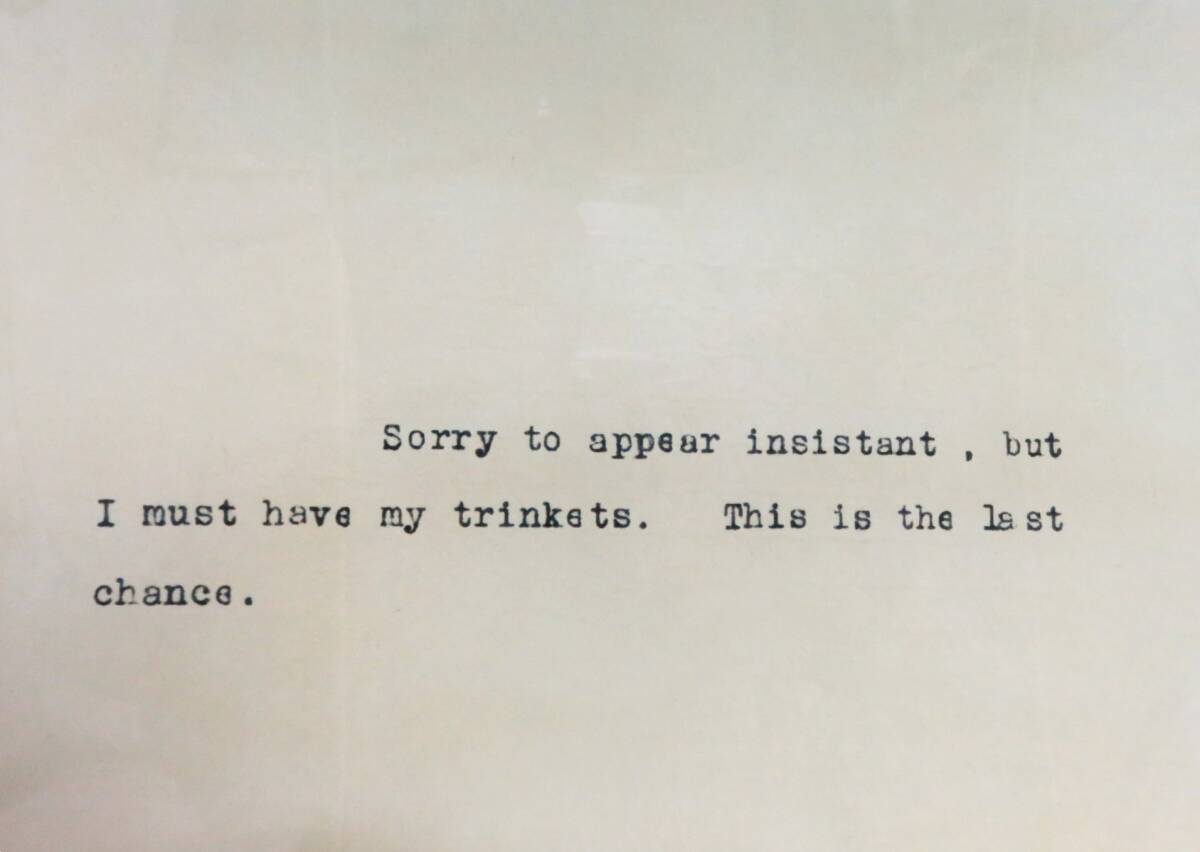 Sorry to appear insistant , but
I must have my trinkets. This is the last
chance.